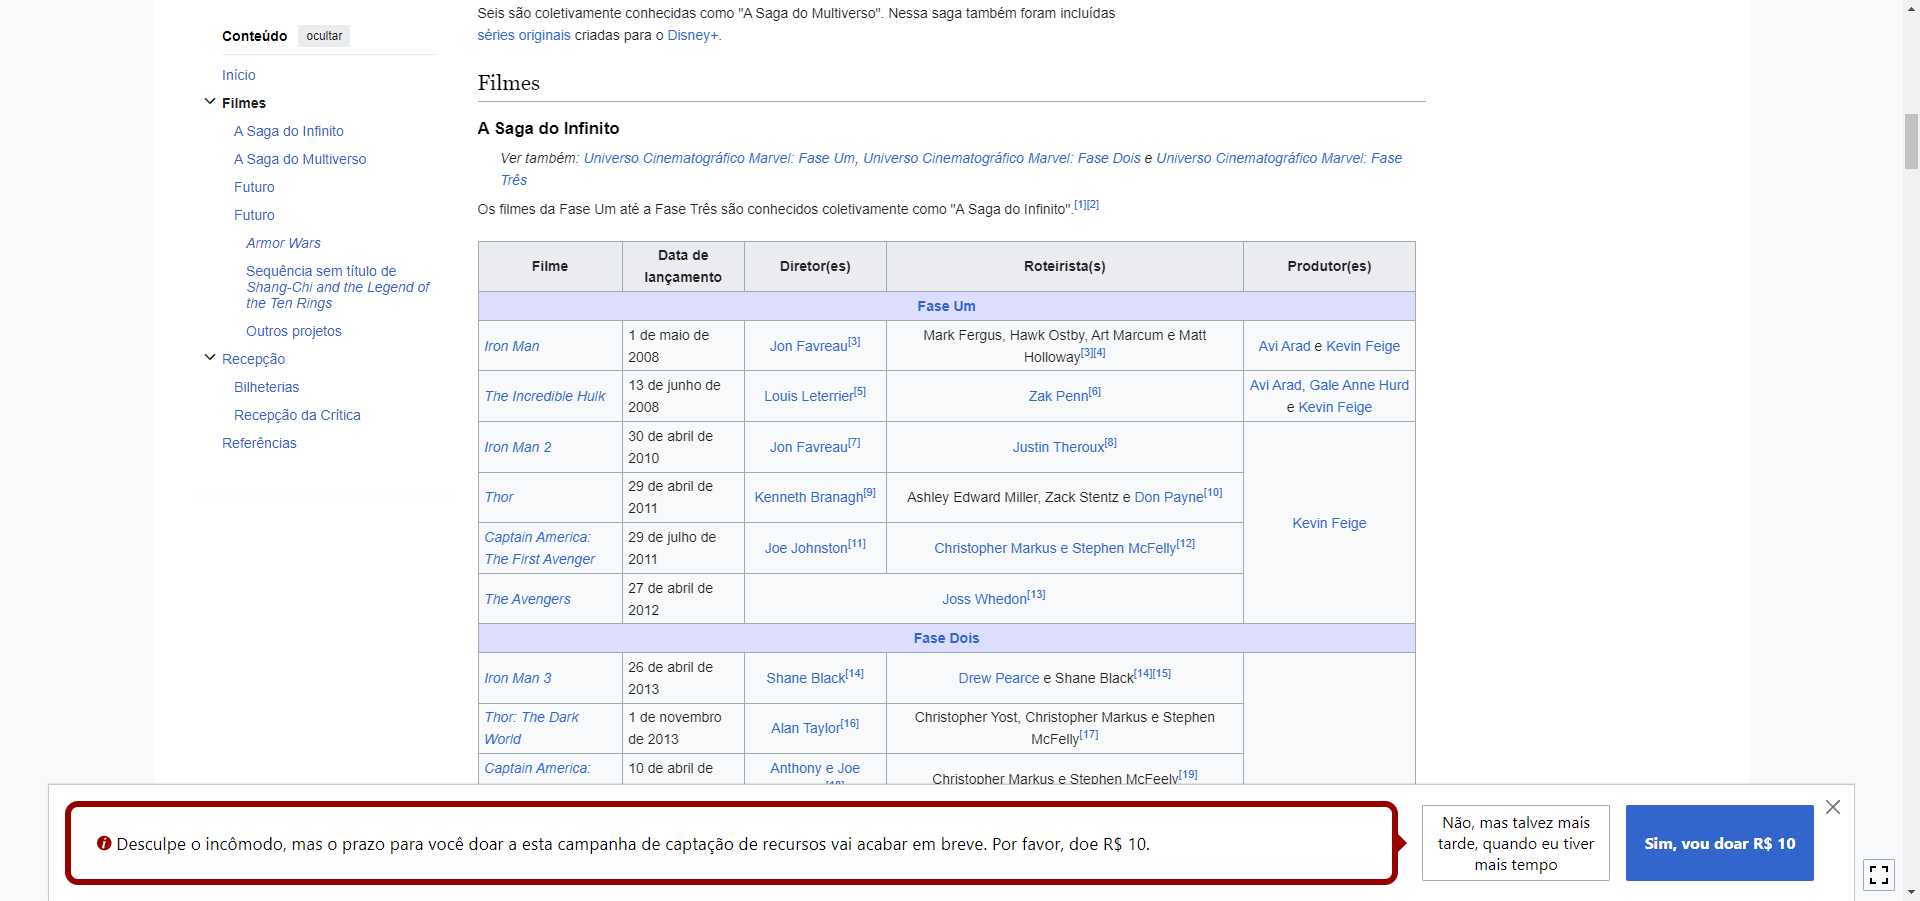 Seis são coletivamente conhecidas como "A Saga do Multiverso". Nessa saga também foram incluídas
séries originais criadas para o Disney+.
Conteúdo ocultar
Início
Filmes
A Saga do Infinito
A Saga do Multiverso
Futuro
Futuro
Armor Wars
Sequência sem título de
Shang-Chi and the Legend of
the Ten Rings
Outros projetos
Recepção
Bilheterias
Recepção da Crítica
Referências
Filmes
A Saga do Infinito
Ver também: Universo Cinematográfico Marvel: Fase Um, Universo Cinematográfico Marvel: Fase Dois e Universo Cinematográfico Marvel: Fase
Três
Os filmes da Fase Um até a Fase Três são conhecidos coletivamente como "A Saga do Infinito".[1][2]
Filme
Data de
lançamento
Diretor(es)
Roteirista(s)
Produtor(es)
Fase Um
Iron Man
1 de maio de
2008
Jon Favreau[3]
Mark Fergus, Hawk Ostby, Art Marcum e Matt
Holloway[3][4]
Avi Arad e Kevin Feige
The Incredible Hulk
13 de junho de
2008
Louis Leterrier[5]
Zak Penn[6]
Avi Arad, Gale Anne Hurd
e Kevin Feige
Iron Man 2
30 de abril de
2010
Jon Favreau[7]
Justin Theroux[8]
Kevin Feige
Thor
29 de abril de
2011
Kenneth Branagh[9]
Ashley Edward Miller, Zack Stentz e Don Payne[10]
Captain America:
The First Avenger
29 de julho de
2011
Joe Johnston[11]
Christopher Markus e Stephen McFelly[12]
The Avengers
27 de abril de
2012
Joss Whedon[13]
Fase Dois
Iron Man 3
26 de abril de
2013
Shane Black[14]
Drew Pearce e Shane Black[14][15]
Thor: The Dark
World
1 de novembro
de 2013
Alan Taylor[16]
Christopher Yost, Christopher Markus e Stephen
McFelly[17]
Captain America:
10 de abril de
Anthony e Joe
Christopher Markus e Stephen McFeely[19]
Desculpe o incômodo, mas o prazo para você doar a esta campanha de captação de recursos vai acabar em breve. Por favor, doe R$ 10.
Não, mas talvez mais
tarde, quando eu tiver
mais tempo
Sim, vou doar R$ 10